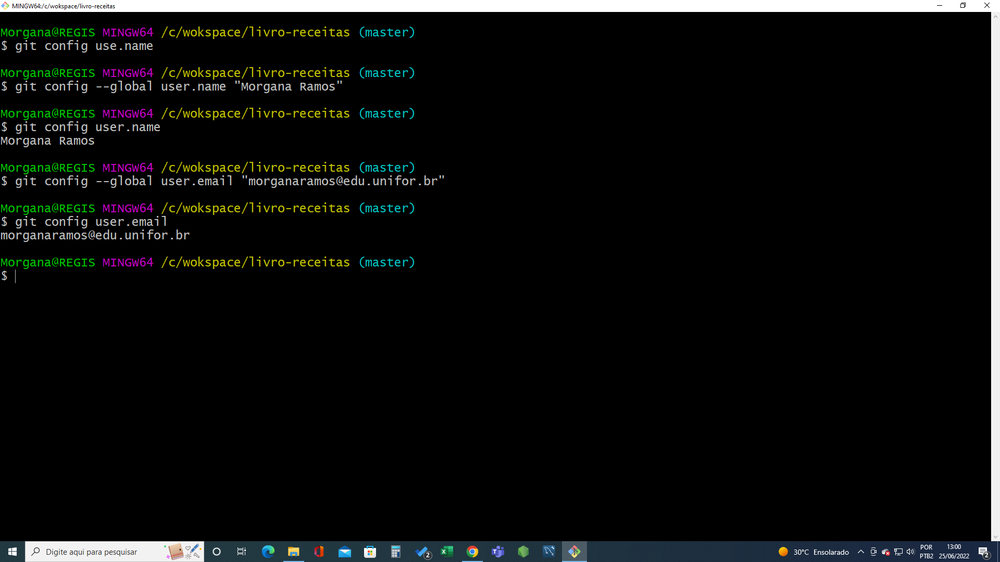 MINGW64:/c/wokspace/livro-receitas
Morgana@REGIS MINGW64 /c/wokspace/livro-receitas (master)
$ git config use.name
Morgana@REGIS MINGW64 /c/wokspace/livro-receitas (master)
$ git config --global user.name "Morgana Ramos"
Morgana@REGIS MINGW64 /c/wokspace/livro-receitas (master)
$ git config user.name
Morgana Ramos
Morgana@REGIS MINGW64 /c/wokspace/livro-receitas (master)
$ git config --global user.email "morganaramos@edu.unifor.br"
Morgana@REGIS MINGW64 /c/wokspace/livro-receitas (master)
$ git config user.email
morganaramos@edu.unifor.br
Morgana@REGIS MINGW64 /c/wokspace/livro-receitas (master)
$
Digite aqui para pesquisar
2
30°C Ensolarado
POR
PTB2
13:00
25/06/2022
2